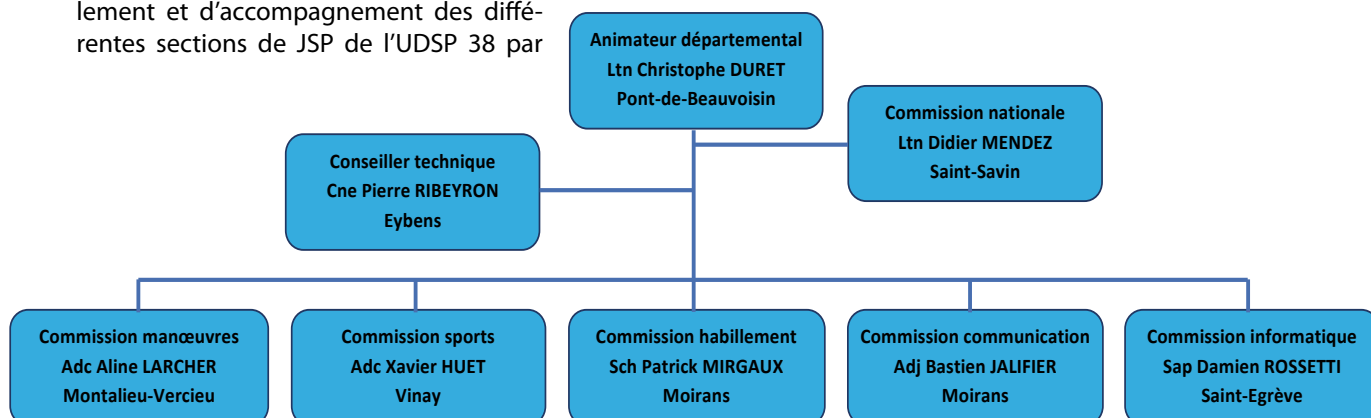 lement et d'accompagnement des diffé-
rentes sections de JSP de l'UDSP 38 par
Animateur départemental
Ltn Christophe DURET
Pont-de-Beauvoisin
Commission nationale
Ltn Didier MENDEZ
Saint-Savin
Conseiller technique
Cne Pierre RIBEYRON
Eybens
Commission manœuvres
Adc Aline LARCHER
Montalieu-Vercieu
Commission sports
Adc Xavier HUET
Vinay
Commission habillement
Sch Patrick MIRGAUX
Moirans
Commission communication
Adj Bastien JALIFIER
Moirans
Commission informatique
Sap Damien ROSSETTI
Saint-Egrève